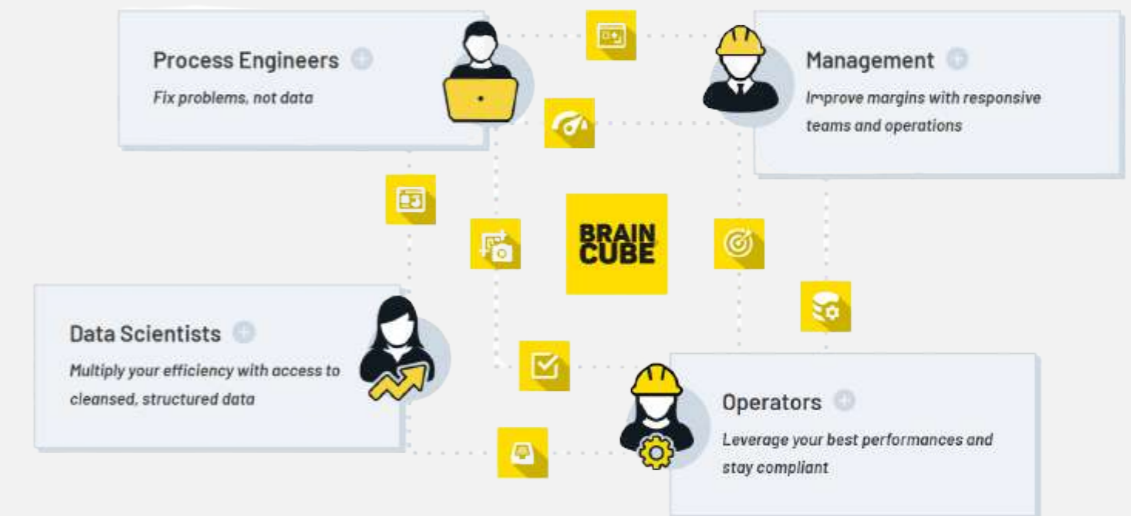 Process Engineers
Fix problems, not data
Management
Improve margins with responsive
teams and operations
BRAIN
CUBE
Data Scientists
Multiply your efficiency with access to
cleansed, structured data
Operators
Leverage your best performances and
stay compliant